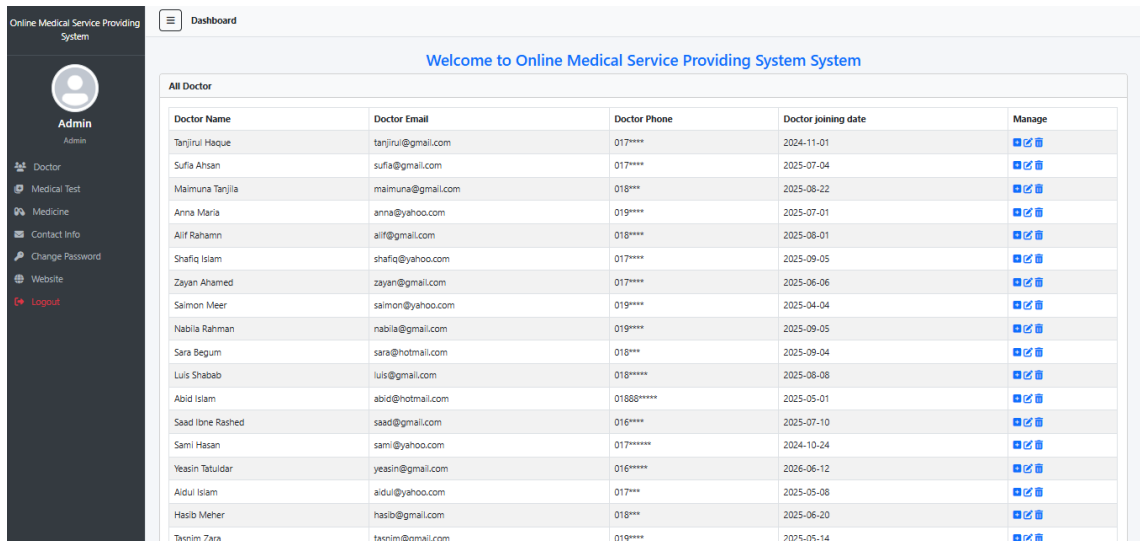 Online Medical Service Providing
System
Dashboard
Welcome to Online Medical Service Providing System System
Admin
Admin
Doctor
Medical Test
Medicine
Contact Info
Change Password
Website
Logout
All Doctor
Doctor Name Doctor Email Doctor Phone Doctor joining date Manage
Tanjirul Haque tanjirul@gmail.com 017**** 2024-11-01
Sufia Ahsan sufia@gmail.com 017**** 2025-07-04
Maimuna Tanjila maimuna@gmail.com 018*** 2025-08-22
Anna Maria anna@yahoo.com 019**** 2025-07-01
Alif Rahamn alif@gmail.com 018**** 2025-08-01
Shafiq Islam shafiq@yahoo.com 017**** 2025-09-05
Zayan Ahamed zayan@gmail.com 017**** 2025-06-06
Saimon Meer saimon@yahoo.com 019**** 2025-04-04
Nabila Rahman nabila@gmail.com 019**** 2025-09-05
Sara Begum sara@hotmail.com 018*** 2025-09-04
Luis Shabab luis@gmail.com 018***** 2025-08-08
Abid Islam abid@hotmail.com 01888***** 2025-05-01
Saad Ibne Rashed saad@gmail.com 016**** 2025-07-10
Sami Hasan sami@yahoo.com 017****** 2024-10-24
Yeasin Tatuldar yeasin@gmail.com 016***** 2026-06-12
Aidul Islam aidul@yahoo.com 017*** 2025-05-08
Hasib Meher hasib@gmail.com 018*** 2025-06-20
Tasnim Zara tasnim@gmail.com 019**** 2025-05-14